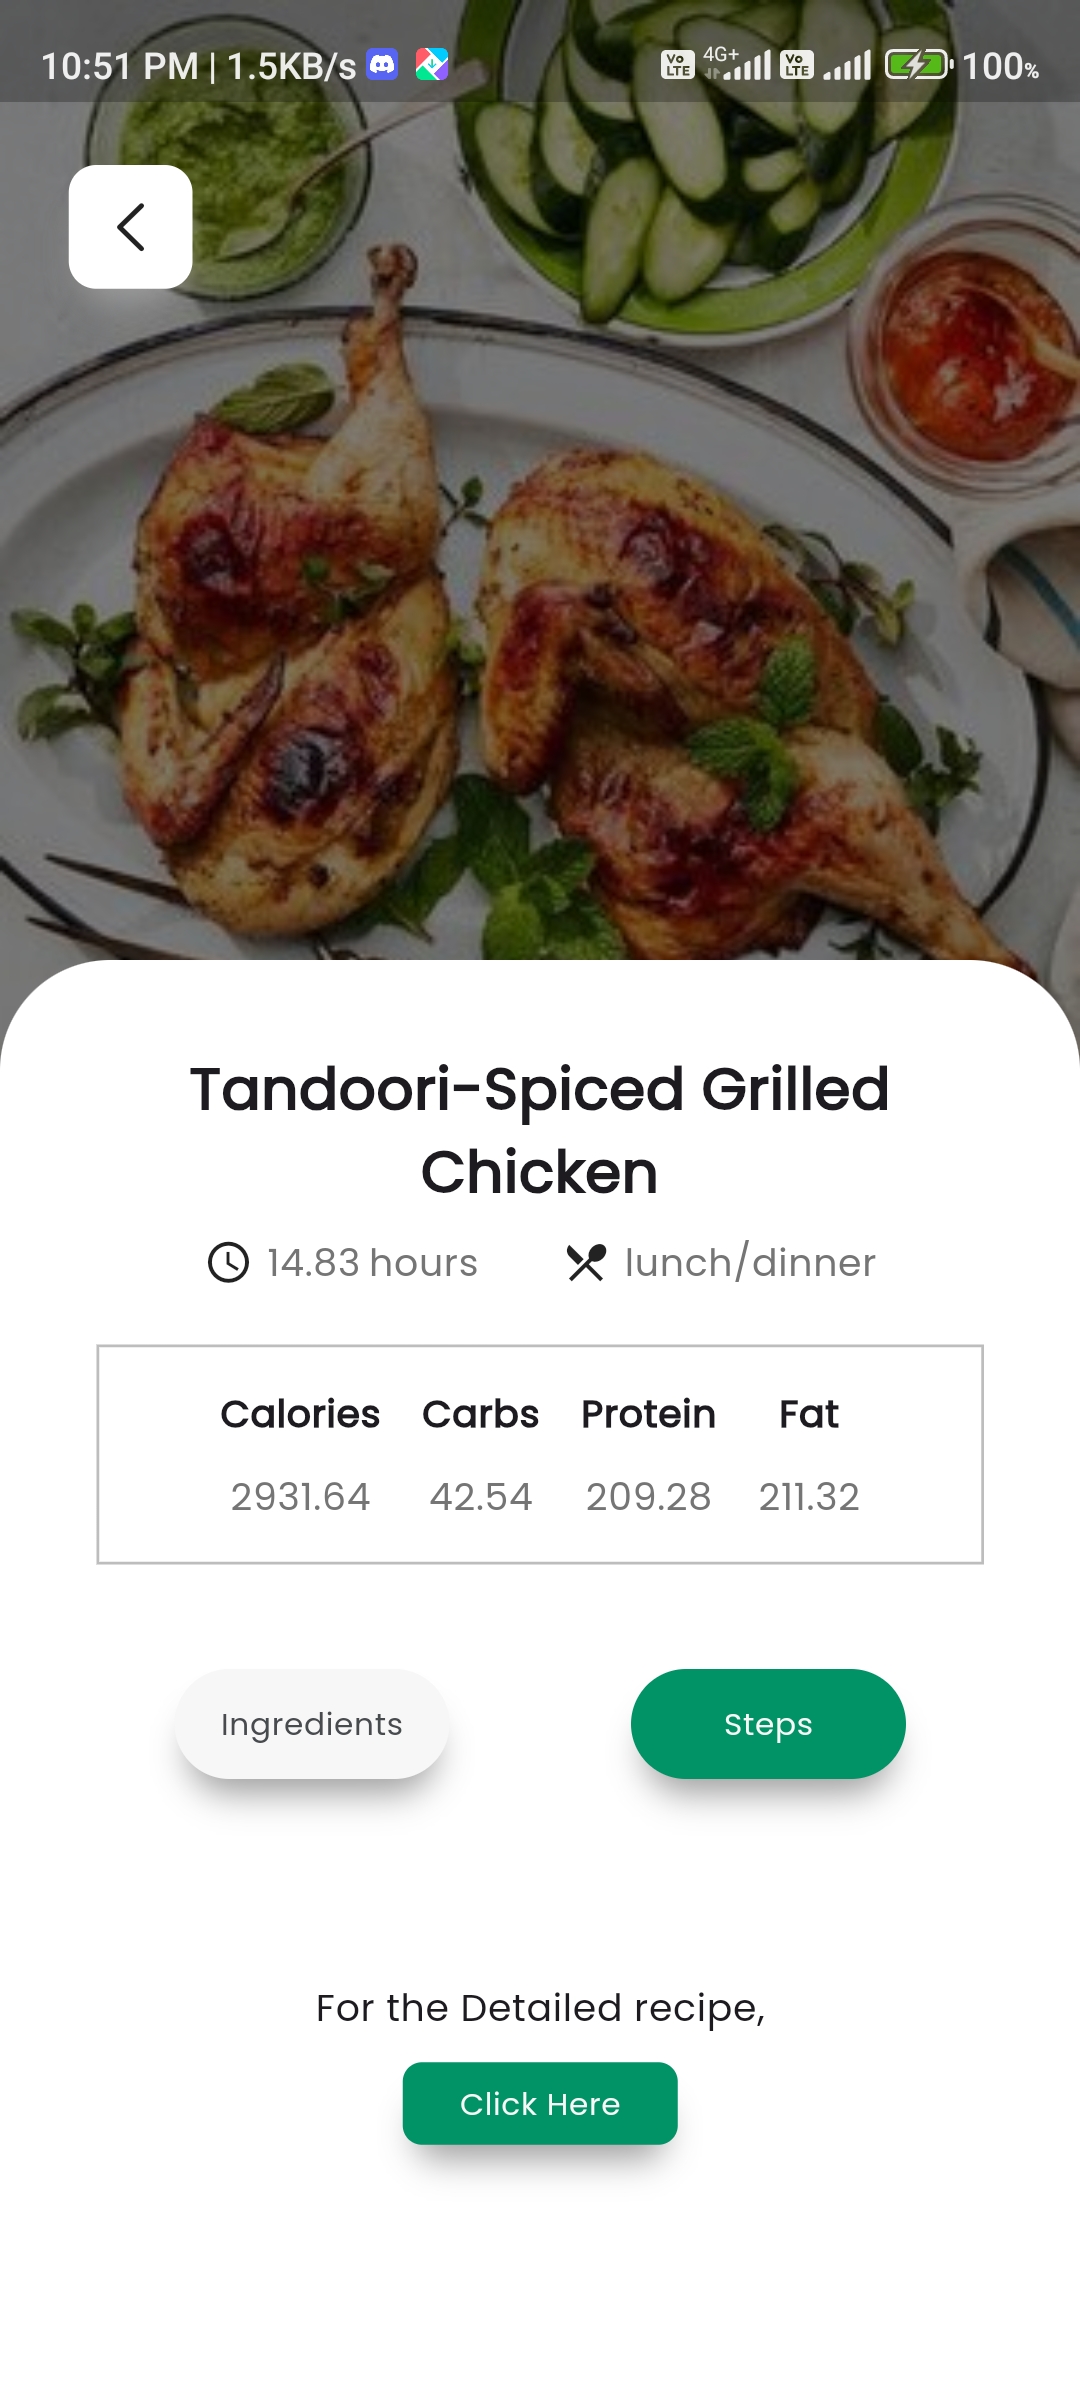 10:51 PM | 1.5KB/s Vo LTE 4G+ Vo LTE 100%
Tandoori-Spiced Grilled
Chicken
14.83 hours lunch/dinner
Calories Carbs Protein Fat
2931.64 42.54 209.28 211.32
Ingredients Steps
For the Detailed recipe,
Click Here